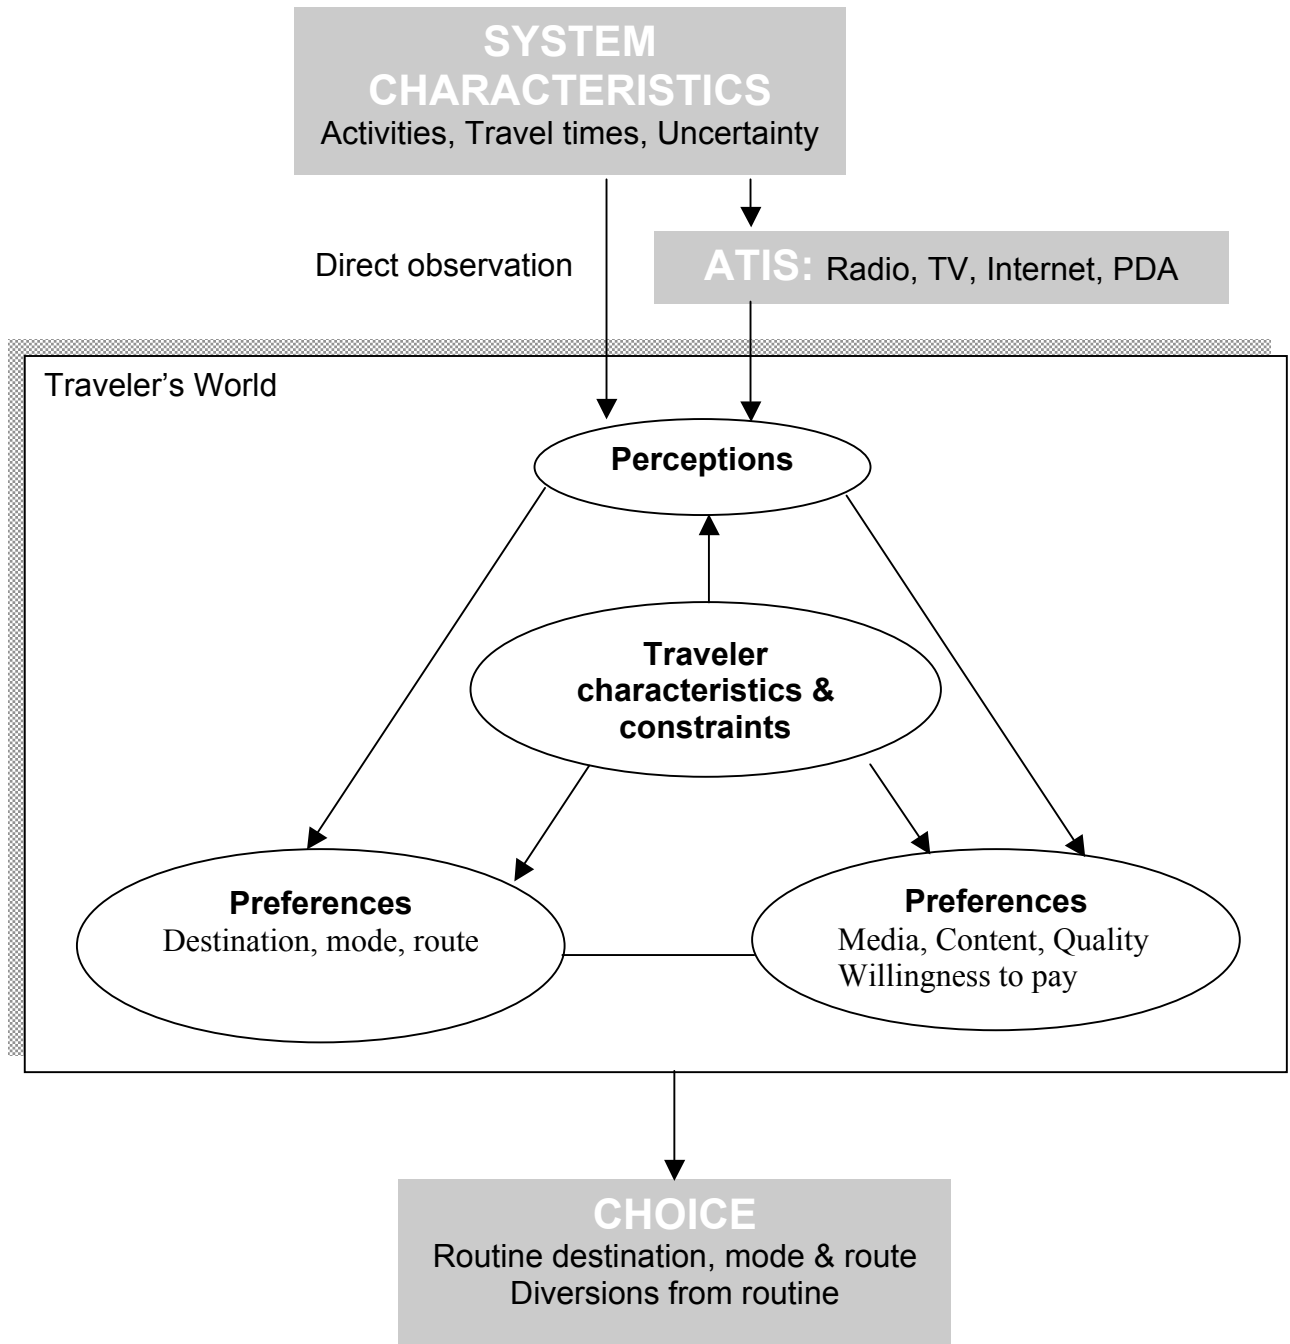 SYSTEM
CHARACTERISTICS
Activities, Travel times, Uncertainty
Direct observation
ATIS: Radio, TV, Internet, PDA
Traveler’s World
Perceptions
Traveler
characteristics &
constraints
Preferences
Destination, mode, route
Preferences
Media, Content, Quality
Willingness to pay
CHOICE
Routine destination, mode & route
Diversions from routine